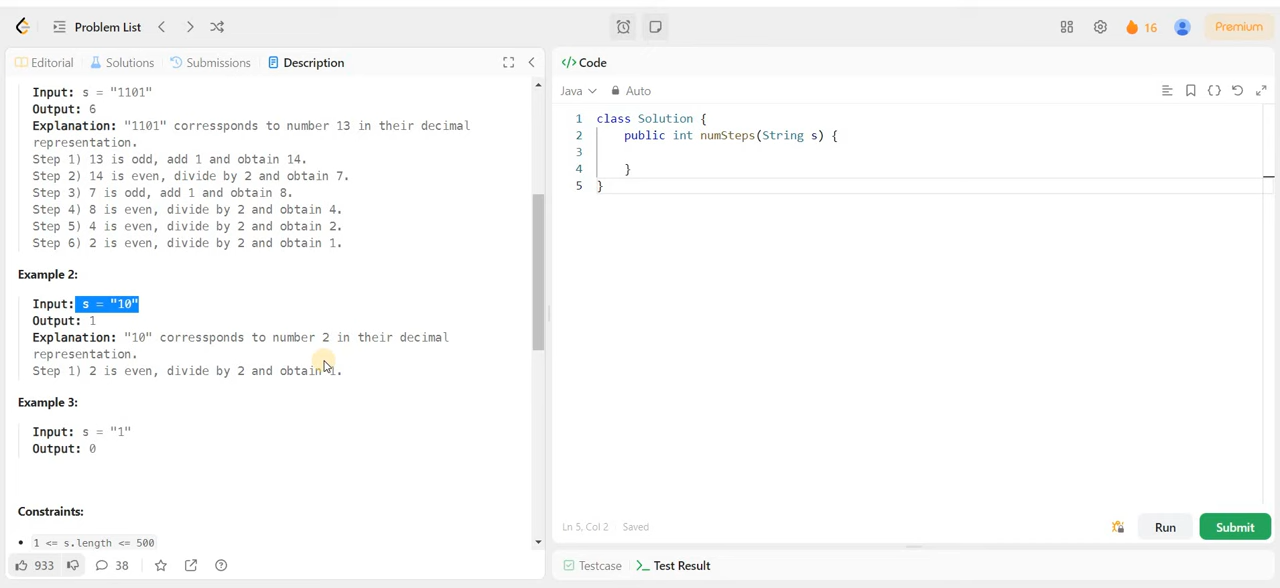 Problem List
16
Premium
Editorial
Solutions
Submissions
Description
Input: s = "1101"
Output: 6
Explanation: "1101" corressponds to number 13 in their decimal
representation.
Step 1) 13 is odd, add 1 and obtain 14.
Step 2) 14 is even, divide by 2 and obtain 7.
Step 3) 7 is odd, add 1 and obtain 8.
Step 4) 8 is even, divide by 2 and obtain 4.
Step 5) 4 is even, divide by 2 and obtain 2.
Step 6) 2 is even, divide by 2 and obtain 1.
Example 2:
Input: s = "10"
Output: 1
Explanation: "10" corressponds to number 2 in their decimal
representation.
Step 1) 2 is even, divide by 2 and obtain 1.
Example 3:
Input: s = "1"
Output: 0
Constraints:
• 1 <= s.length <= 500
933
38
</> Code
Java
Auto
1 class Solution {
2 public int numSteps(String s) {
3
4 }
5 }
Ln 5, Col 2 Saved
Run
Submit
Testcase
Test Result